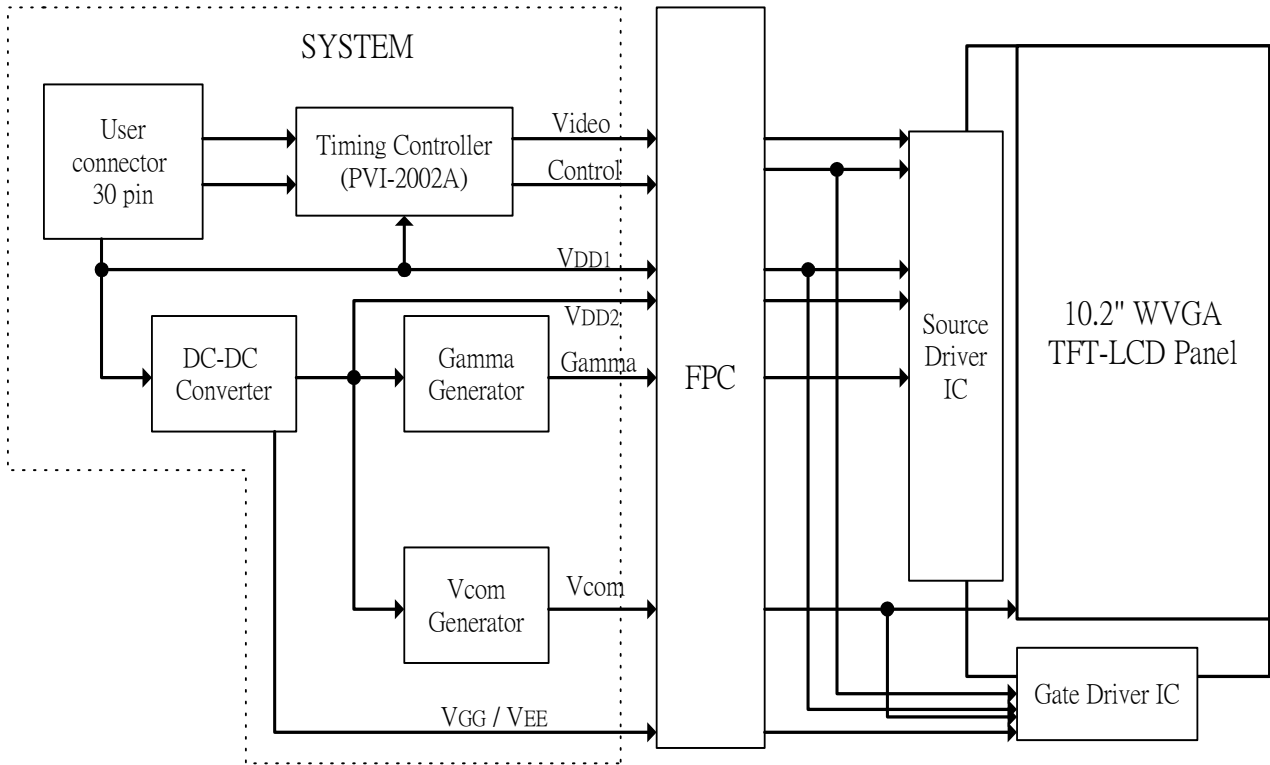 SYSTEM
User
connector
30 pin
Timing Controller
(PVI-2002A)
Video
Control
VDD1
VDD2
DC-DC
Converter
Gamma
Generator
Gamma
Vcom
Generator
Vcom
VGG / VEE
FPC
Source
Driver
IC
10.2" WVGA
TFT-LCD Panel
Gate Driver IC